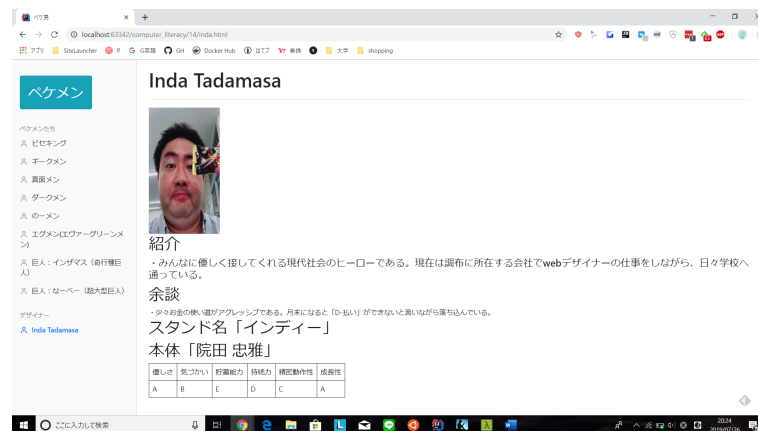 ペケ男
localhost:63342/computer_literacy/14/inda.html
アプリ SiteLauncher P G英語 GH Docker Hub はてブ 大学 shopping
ペケメン
Inda Tadamasa
ペケメンたち
ピセキング
ギークメン
真面メン
ダークメン
のーメン
エグメン(エヴァーグリーンメン)
巨人：インザマス（奇行種巨人）
巨人：なーべー（超大型巨人）
デザイナー
Inda Tadamasa
紹介
・みんなに優しく接してくれる現代社会のヒーローである。現在は調布に所在する会社でwebデザイナーの仕事をしながら、日々学校へ
通っている。
余談
・少々お金の使い道がアグレッシブである。月末になると「D-払い」ができないと言いながら落ち込んでいる。
スタンド名「インディー」
本体「院田 忠雅」
優しさ 気づかい 貯蓄能力 持続力 精密動作性 成長性
A B E D C A
ここに入力して検索
20:24
2019/07/26